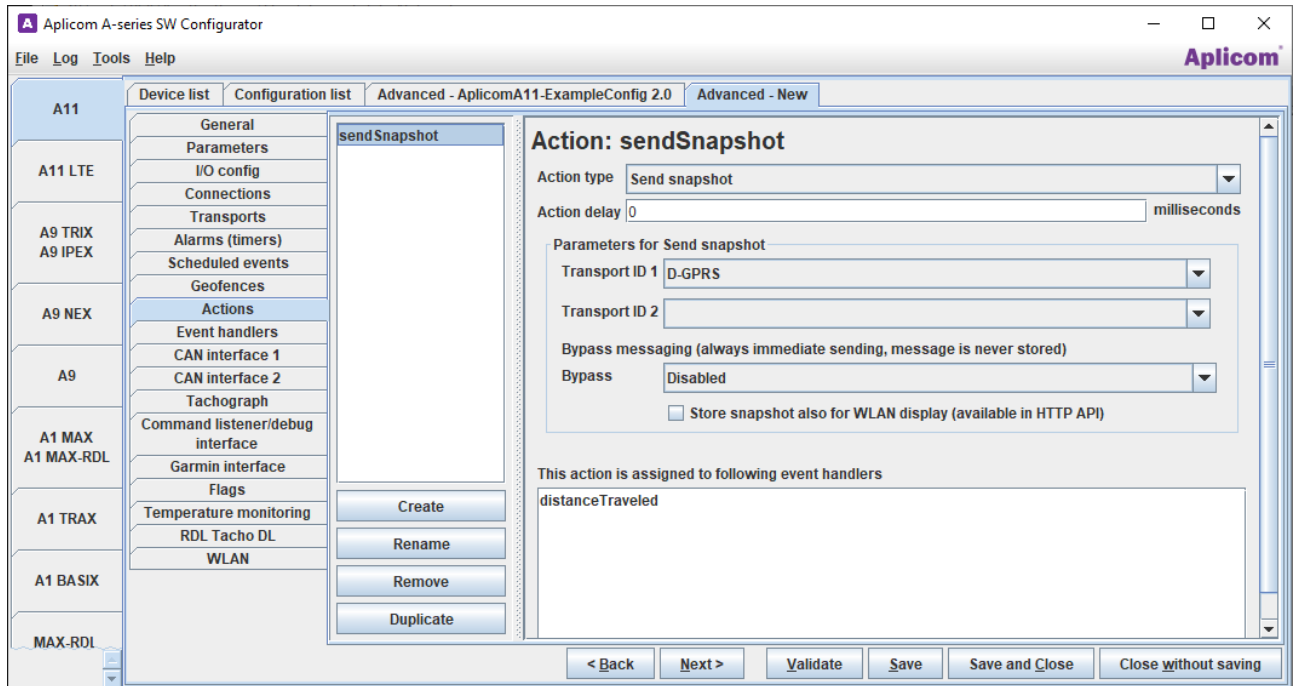 A Aplicom A-series SW Configurator
File Log Tools Help
Aplicom
A11
A11 LTE
A9 TRIX
A9 IPEX
A9 NEX
A9
A1 MAX
A1 MAX-RDL
A1 TRAX
A1 BASIX
MAX-RDL
Device list Configuration list Advanced - AplicomA11-ExampleConfig 2.0 Advanced - New
General
Parameters
I/O config
Connections
Transports
Alarms (timers)
Scheduled events
Geofences
Actions
Event handlers
CAN interface 1
CAN interface 2
Tachograph
Command listener/debug
interface
Garmin interface
Flags
Temperature monitoring
RDL Tacho DL
WLAN
sendSnapshot
Create
Rename
Remove
Duplicate
Action: sendSnapshot
Action type Send snapshot
Action delay 0 milliseconds
Parameters for Send snapshot
Transport ID 1 D-GPRS
Transport ID 2
Bypass messaging (always immediate sending, message is never stored)
Bypass Disabled
Store snapshot also for WLAN display (available in HTTP API)
This action is assigned to following event handlers
distanceTraveled
< Back Next > Validate Save Save and Close Close without saving